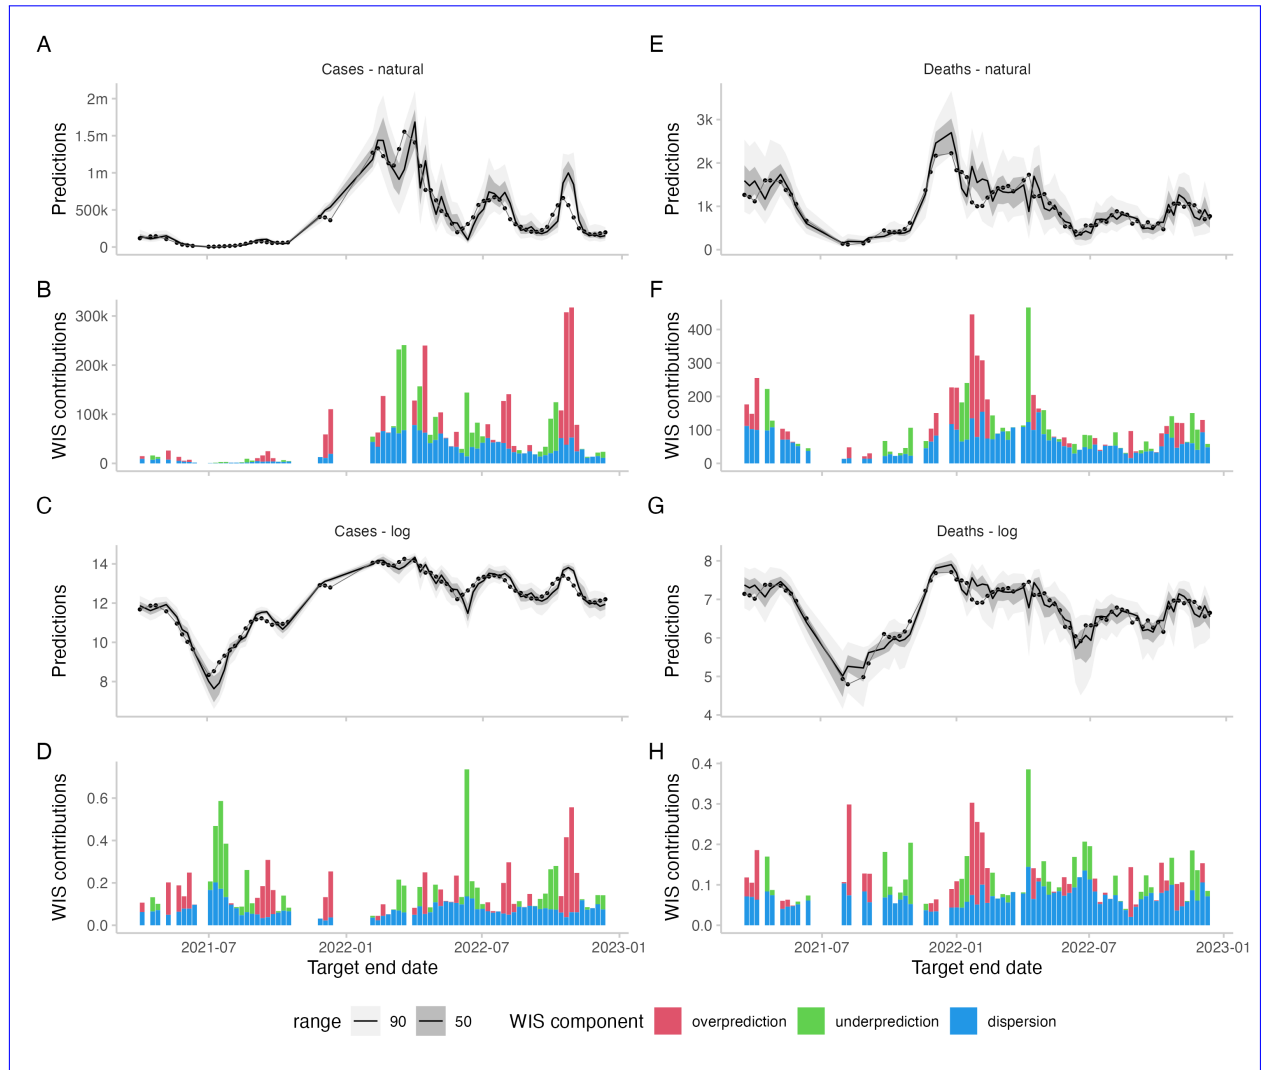 A
Cases - natural
Predictions
2m
1.5m
1m
500k
0
B
WIS contributions
300k
200k
100k
0
C
Cases - log
Predictions
14
12
10
8
D
WIS contributions
0.6
0.4
0.2
0.0
2021-07
2022-01
2022-07
2023-01
Target end date
E
Deaths - natural
Predictions
3k
2k
1k
0
F
WIS contributions
400
300
200
100
0
G
Deaths - log
Predictions
8
7
6
5
4
H
WIS contributions
0.4
0.3
0.2
0.1
0.0
2021-07
2022-01
2022-07
2023-01
Target end date
range 90 50 WIS component overprediction underprediction dispersion